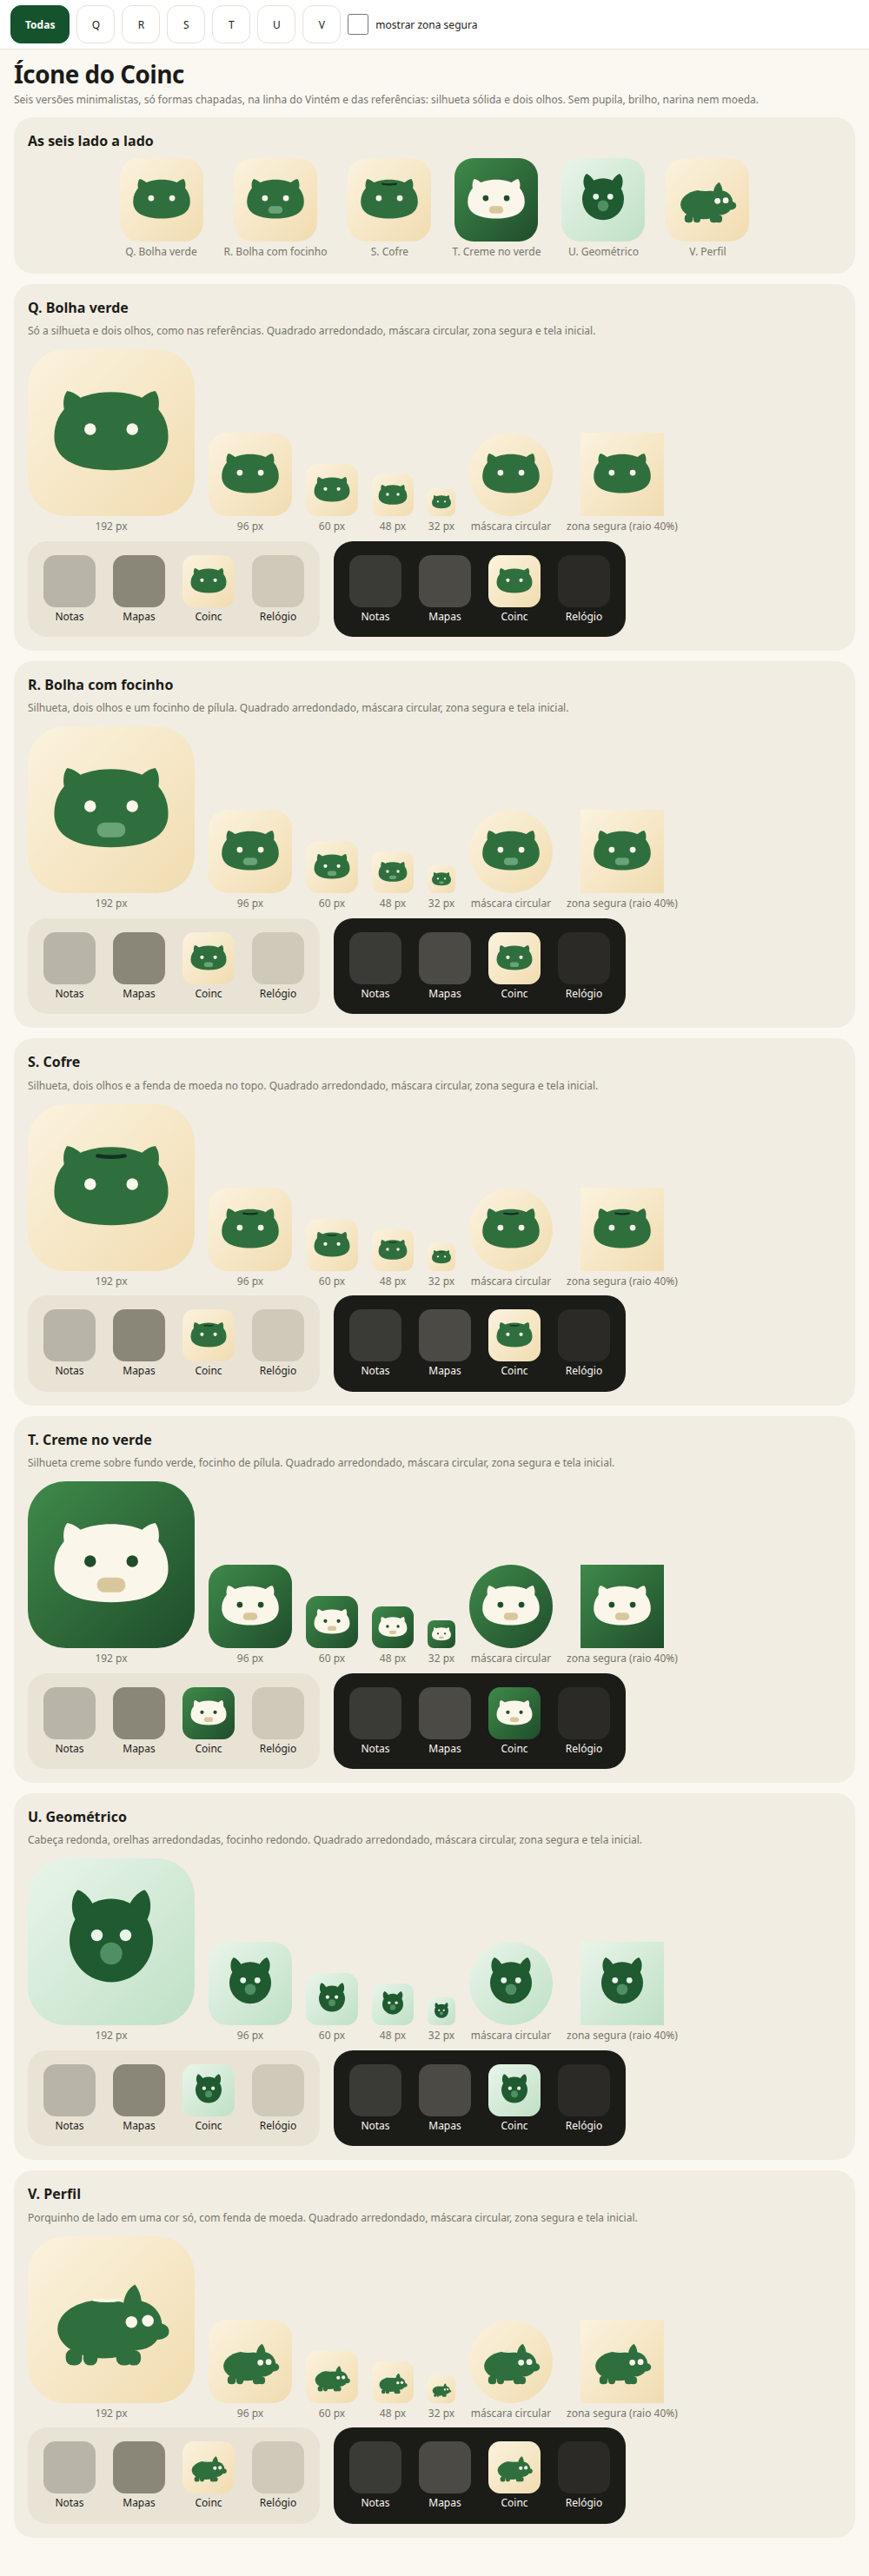 Todas Q R S T U V mostrar zona segura
Ícone do Coinc
Seis versões minimalistas, só formas chapadas, na linha do Vintém e das referências: silhueta sólida e dois olhos. Sem pupila, brilho, narina nem moeda.
As seis lado a lado
Q. Bolha verde R. Bolha com focinho S. Cofre T. Creme no verde U. Geométrico V. Perfil
Q. Bolha verde
Só a silhueta e dois olhos, como nas referências. Quadrado arredondado, máscara circular, zona segura e tela inicial.
192 px 96 px 60 px 48 px 32 px máscara circular zona segura (raio 40%)
Notas Mapas Coinc Relógio Notas Mapas Coinc Relógio
R. Bolha com focinho
Silhueta, dois olhos e um focinho de pílula. Quadrado arredondado, máscara circular, zona segura e tela inicial.
192 px 96 px 60 px 48 px 32 px máscara circular zona segura (raio 40%)
Notas Mapas Coinc Relógio Notas Mapas Coinc Relógio
S. Cofre
Silhueta, dois olhos e a fenda de moeda no topo. Quadrado arredondado, máscara circular, zona segura e tela inicial.
192 px 96 px 60 px 48 px 32 px máscara circular zona segura (raio 40%)
Notas Mapas Coinc Relógio Notas Mapas Coinc Relógio
T. Creme no verde
Silhueta creme sobre fundo verde, focinho de pílula. Quadrado arredondado, máscara circular, zona segura e tela inicial.
192 px 96 px 60 px 48 px 32 px máscara circular zona segura (raio 40%)
Notas Mapas Coinc Relógio Notas Mapas Coinc Relógio
U. Geométrico
Cabeça redonda, orelhas arredondadas, focinho redondo. Quadrado arredondado, máscara circular, zona segura e tela inicial.
192 px 96 px 60 px 48 px 32 px máscara circular zona segura (raio 40%)
Notas Mapas Coinc Relógio Notas Mapas Coinc Relógio
V. Perfil
Porquinho de lado em uma cor só, com fenda de moeda. Quadrado arredondado, máscara circular, zona segura e tela inicial.
192 px 96 px 60 px 48 px 32 px máscara circular zona segura (raio 40%)
Notas Mapas Coinc Relógio Notas Mapas Coinc Relógio